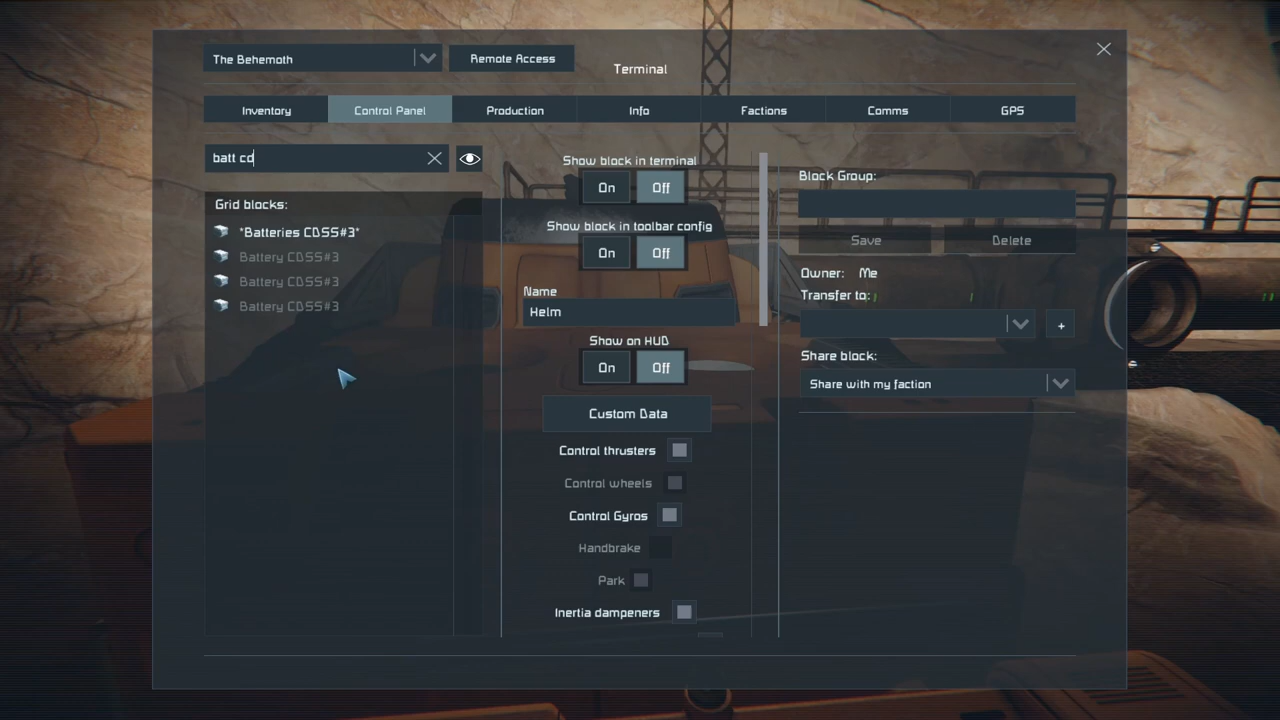 The Behemoth
Remote Access
Terminal
Inventory
Control Panel
Production
Info
Factions
Comms
GPS
batt cd
Grid blocks:
*Batteries CDSS#3*
Battery CDSS#3
Battery CDSS#3
Battery CDSS#3
Show block in terminal
On
Off
Show block in toolbar config
On
Off
Name
Helm
Show on HUD
On
Off
Custom Data
Control thrusters
Control wheels
Control Gyros
Handbrake
Park
Inertia dampeners
Block Group:
Save
Delete
Owner: Me
Transfer to:
+
Share block:
Share with my faction